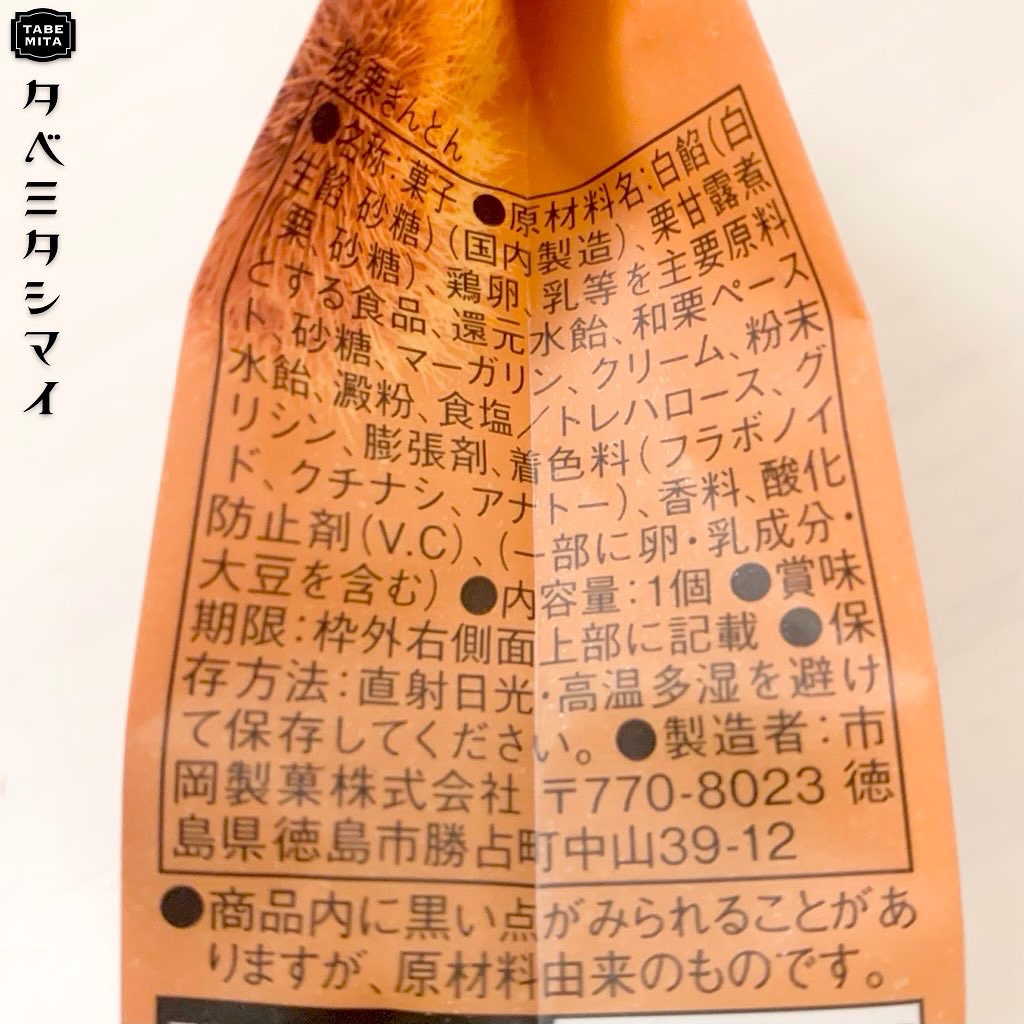 TABE
MITA
タベミタシマイ
栗きんとん
●名称:菓子 ●原材料名:白餡(白
生餡、砂糖)(国内製造)、栗甘露煮
(栗、砂糖)、鶏卵、乳等を主要原料
とする食品、還元水飴、和栗ペース
ト、砂糖、マーガリン、クリーム、粉末
水飴、澱粉、食塩/トレハロース、グ
リシン、膨張剤、着色料(フラボノイ
ド、クチナシ、アナトー)、香料、酸化
防止剤(V.C)、(一部に卵・乳成分・
大豆を含む) ●内容量:1個 ●賞味
期限:枠外右側面上部に記載 ●保
存方法:直射日光・高温多湿を避け
て保存してください。 ●製造者:市
岡製菓株式会社 〒770-8023 徳
島県徳島市勝占町中山39-12
●商品内に黒い点がみられることがあ
りますが、原材料由来のものです。